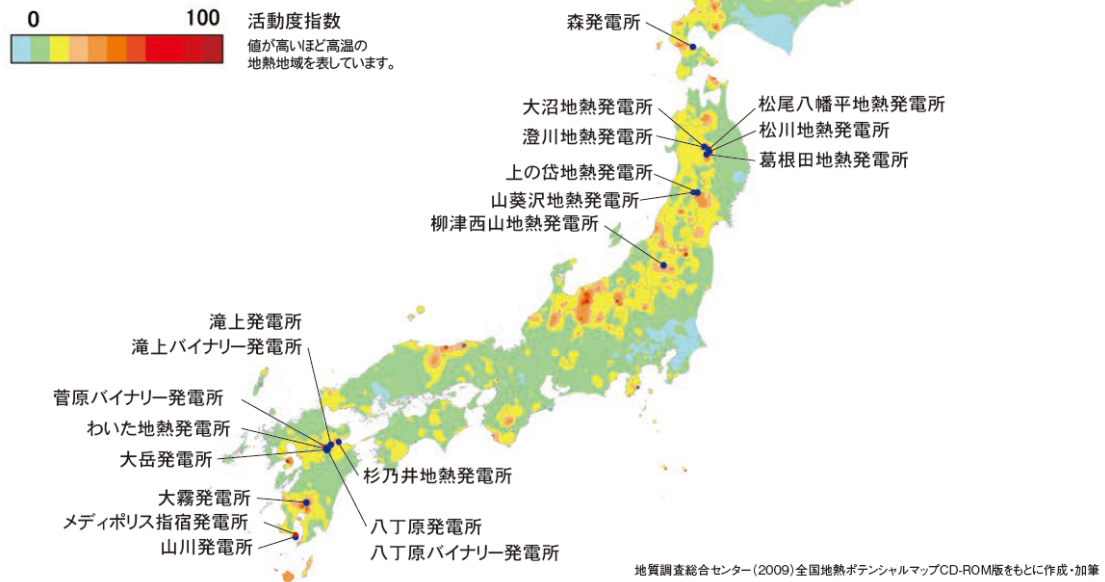 0
100
活動度指数
値が高いほど高温の
地熱地域を表しています。
森発電所
大沼地熱発電所
松尾八幡平地熱発電所
澄川地熱発電所
松川地熱発電所
葛根田地熱発電所
上の岱地熱発電所
山葵沢地熱発電所
柳津西山地熱発電所
滝上発電所
滝上バイナリー発電所
菅原バイナリー発電所
わいた地熱発電所
大岳発電所
杉乃井地熱発電所
大霧発電所
メディポリス指宿発電所
山川発電所
八丁原発電所
八丁原バイナリー発電所
地質調査総合センター(2009)全国地熱ポテンシャルマップCD-ROM版をもとに作成・加筆